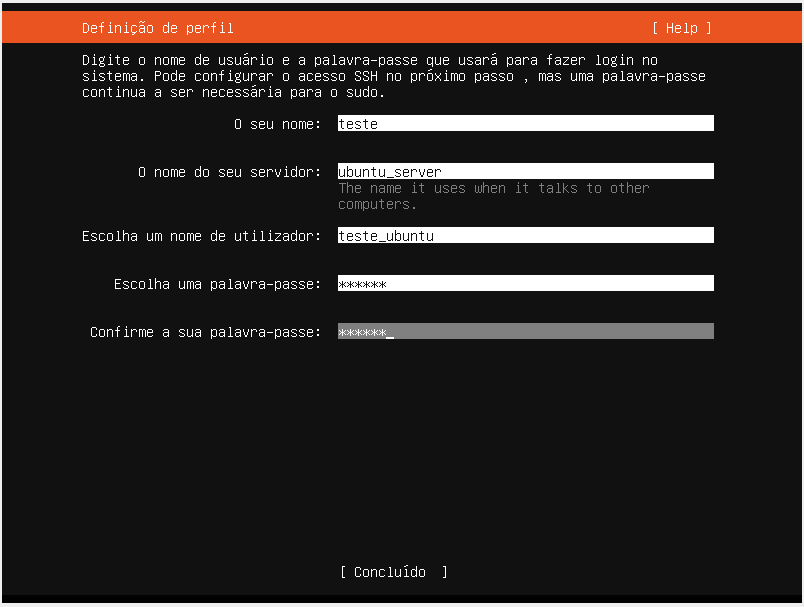 Definição de perfil [ Help ]
Digite o nome de usuário e a palavra-passe que usará para fazer login no
sistema. Pode configurar o acesso SSH no próximo passo , mas uma palavra-passe
continua a ser necessária para o sudo.
O seu nome: teste
O nome do seu servidor: ubuntu_server
The name it uses when it talks to other
computers.
Escolha um nome de utilizador: teste_ubuntu
Escolha uma palavra-passe: ******
Confirme a sua palavra-passe: ******_
[ Concluído ]